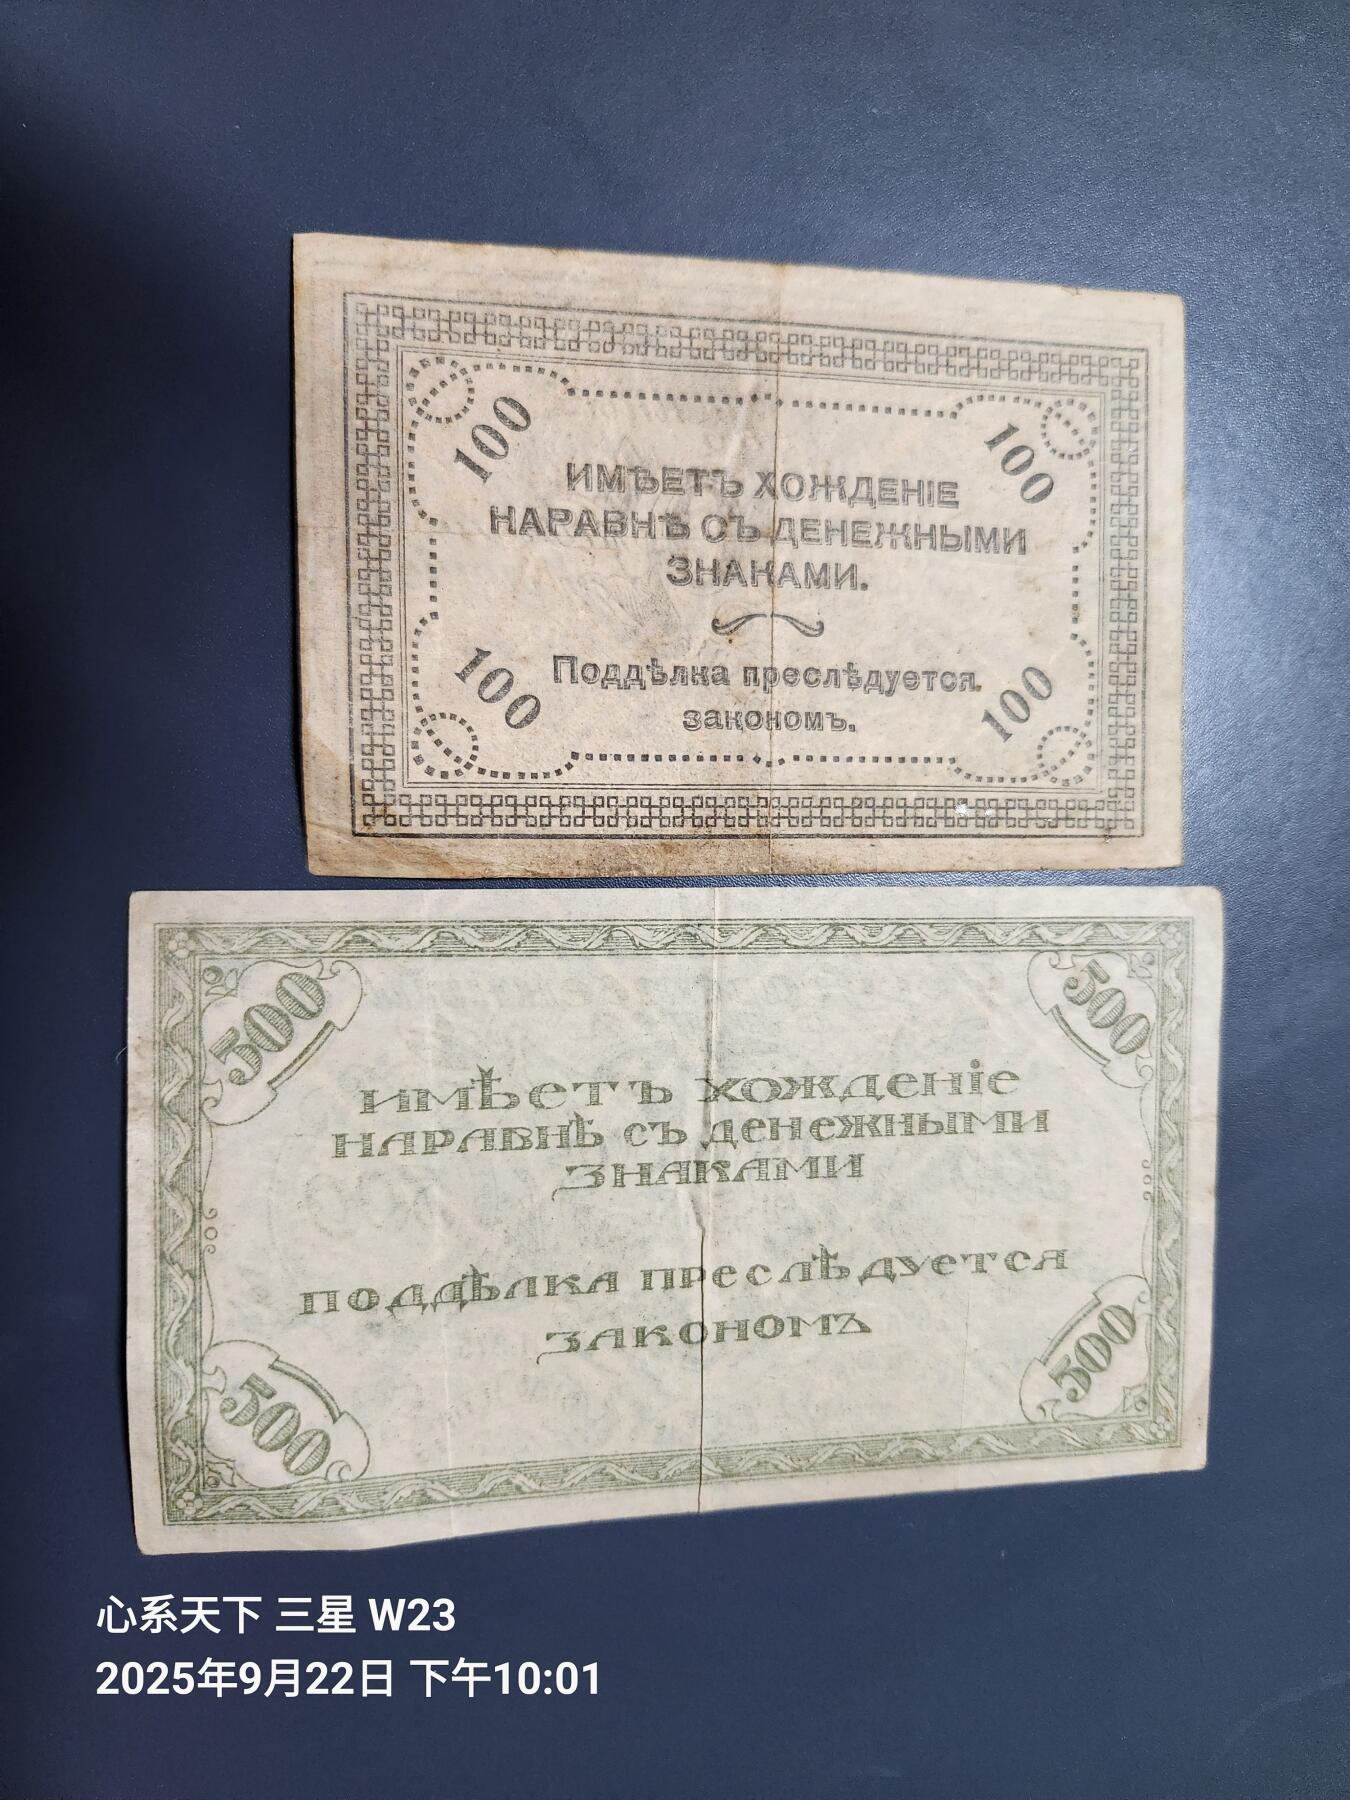 100
100
ИМѢЕТЪ ХОЖДЕНІЕ
НАРАВНѢ СЪ ДЕНЕЖНЫМИ
ЗНАКАМИ.
Поддѣлка преслѣдуется
закономъ.
100
100
500
500
ИМѢЕТЪ ХОЖДЕНІЕ
НАРАВНѢ СЪ ДЕНЕЖНЫМИ
ЗНАКАМИ
ПОДДѢЛКА ПРЕСЛѢДУЕТСЯ
ЗАКОНОМЪ
500
500
心系天下 三星 W23
2025年9月22日 下午10:01